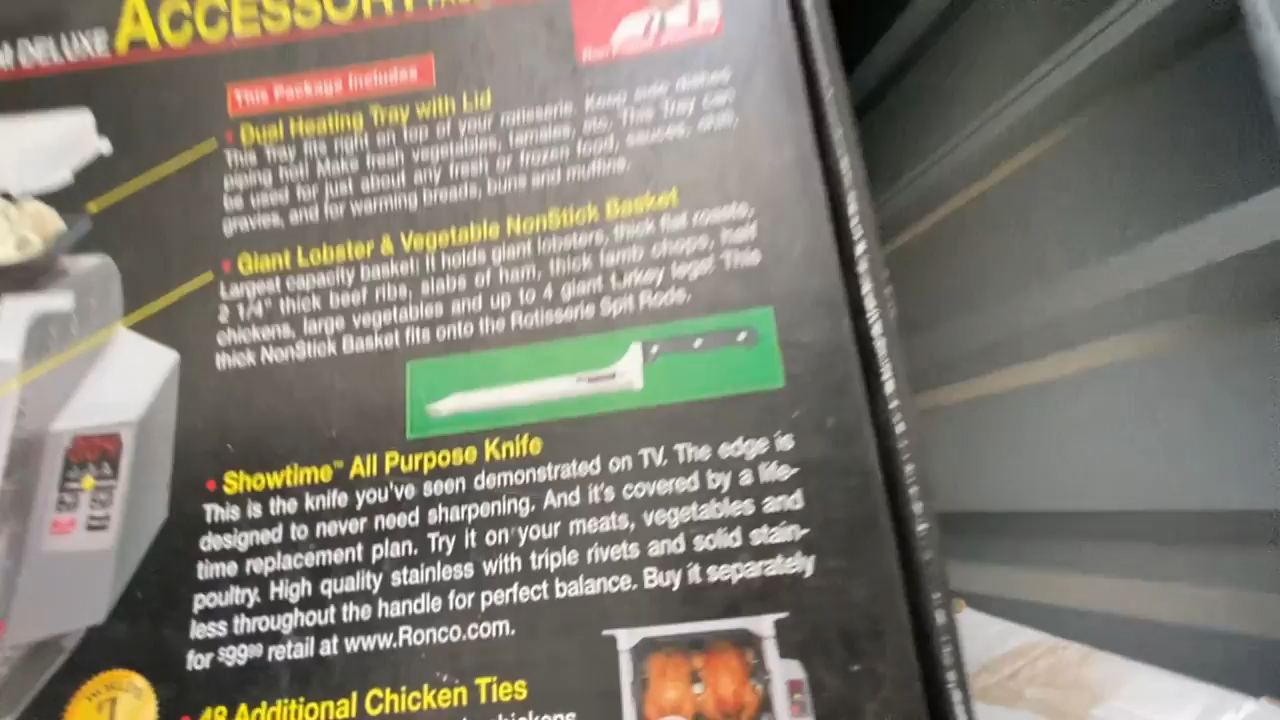 DELUXE ACCESSORY
This Package Includes
• Dual Heating Tray with Lid
This Tray fits right on top of your rotisserie. Keep side dishes
piping hot! Make fresh vegetables, tamales, etc. This Tray can
be used for just about any fresh or frozen food, sauces, chili,
gravies, and for warming breads, buns and muffins.
• Giant Lobster & Vegetable NonStick Basket
Largest capacity basket! It holds giant lobsters, thick flat roasts,
2 1/4" thick beef ribs, slabs of ham, thick lamb chops, half
chickens, large vegetables and up to 4 giant turkey legs! This
thick NonStick Basket fits onto the Rotisserie Spit Rods.
• Showtime™ All Purpose Knife
This is the knife you've seen demonstrated on TV. The edge is
designed to never need sharpening. And it's covered by a life-
time replacement plan. Try it on your meats, vegetables and
poultry. High quality stainless with triple rivets and solid stain-
less throughout the handle for perfect balance. Buy it separately
for $99⁹⁹ retail at www.Ronco.com.
• 48 Additional Chicken Ties
chickens